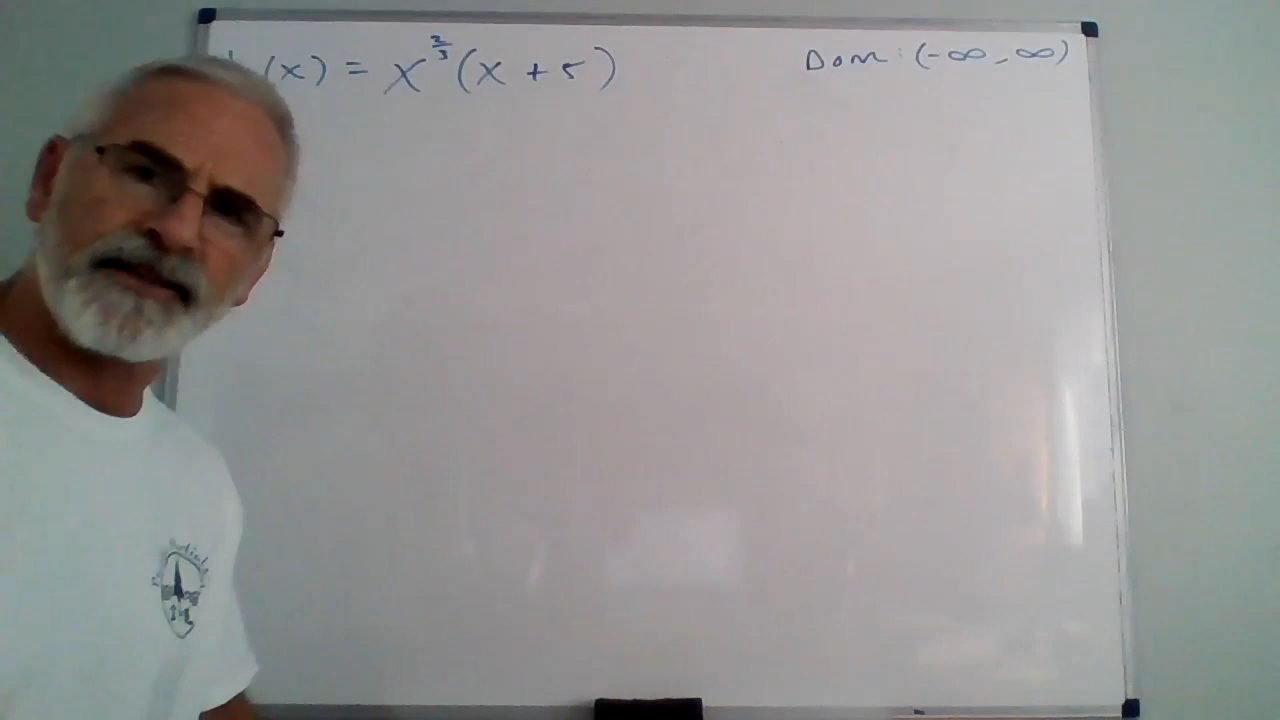 (x) = x^{2/3}(x + 5)
Dom: (-∞, ∞)